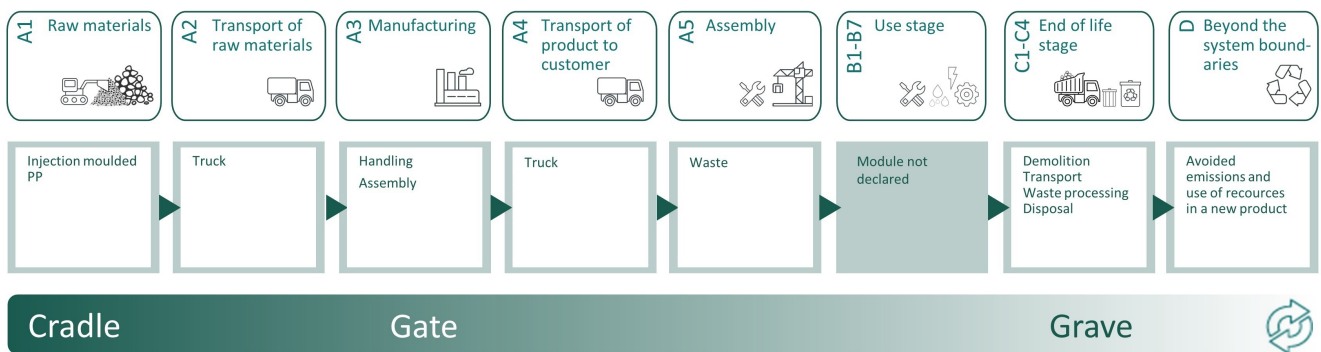 A1
Raw materials
A2
Transport of
raw materials
A3
Manufacturing
A4
Transport of
product to
customer
A5
Assembly
B1-B7
Use stage
C1-C4
End of life
stage
D
Beyond the
system bound-
aries
Injection moulded
PP
Truck
Handling
Assembly
Truck
Waste
Module not
declared
Demolition
Transport
Waste processing
Disposal
Avoided
emissions and
use of recources
in a new product
Cradle
Gate
Grave